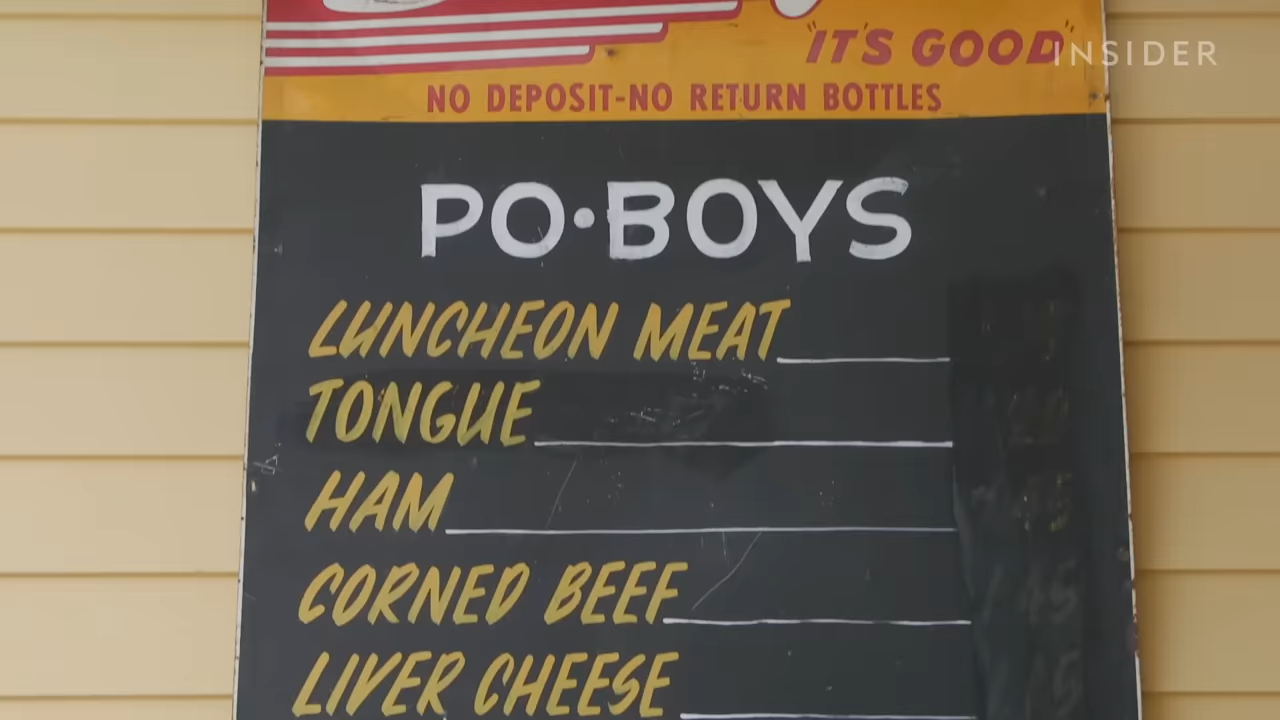 "IT'S GOOD"
INSIDER
NO DEPOSIT-NO RETURN BOTTLES
PO·BOYS
LUNCHEON MEAT
TONGUE
HAM
CORNED BEEF
LIVER CHEESE